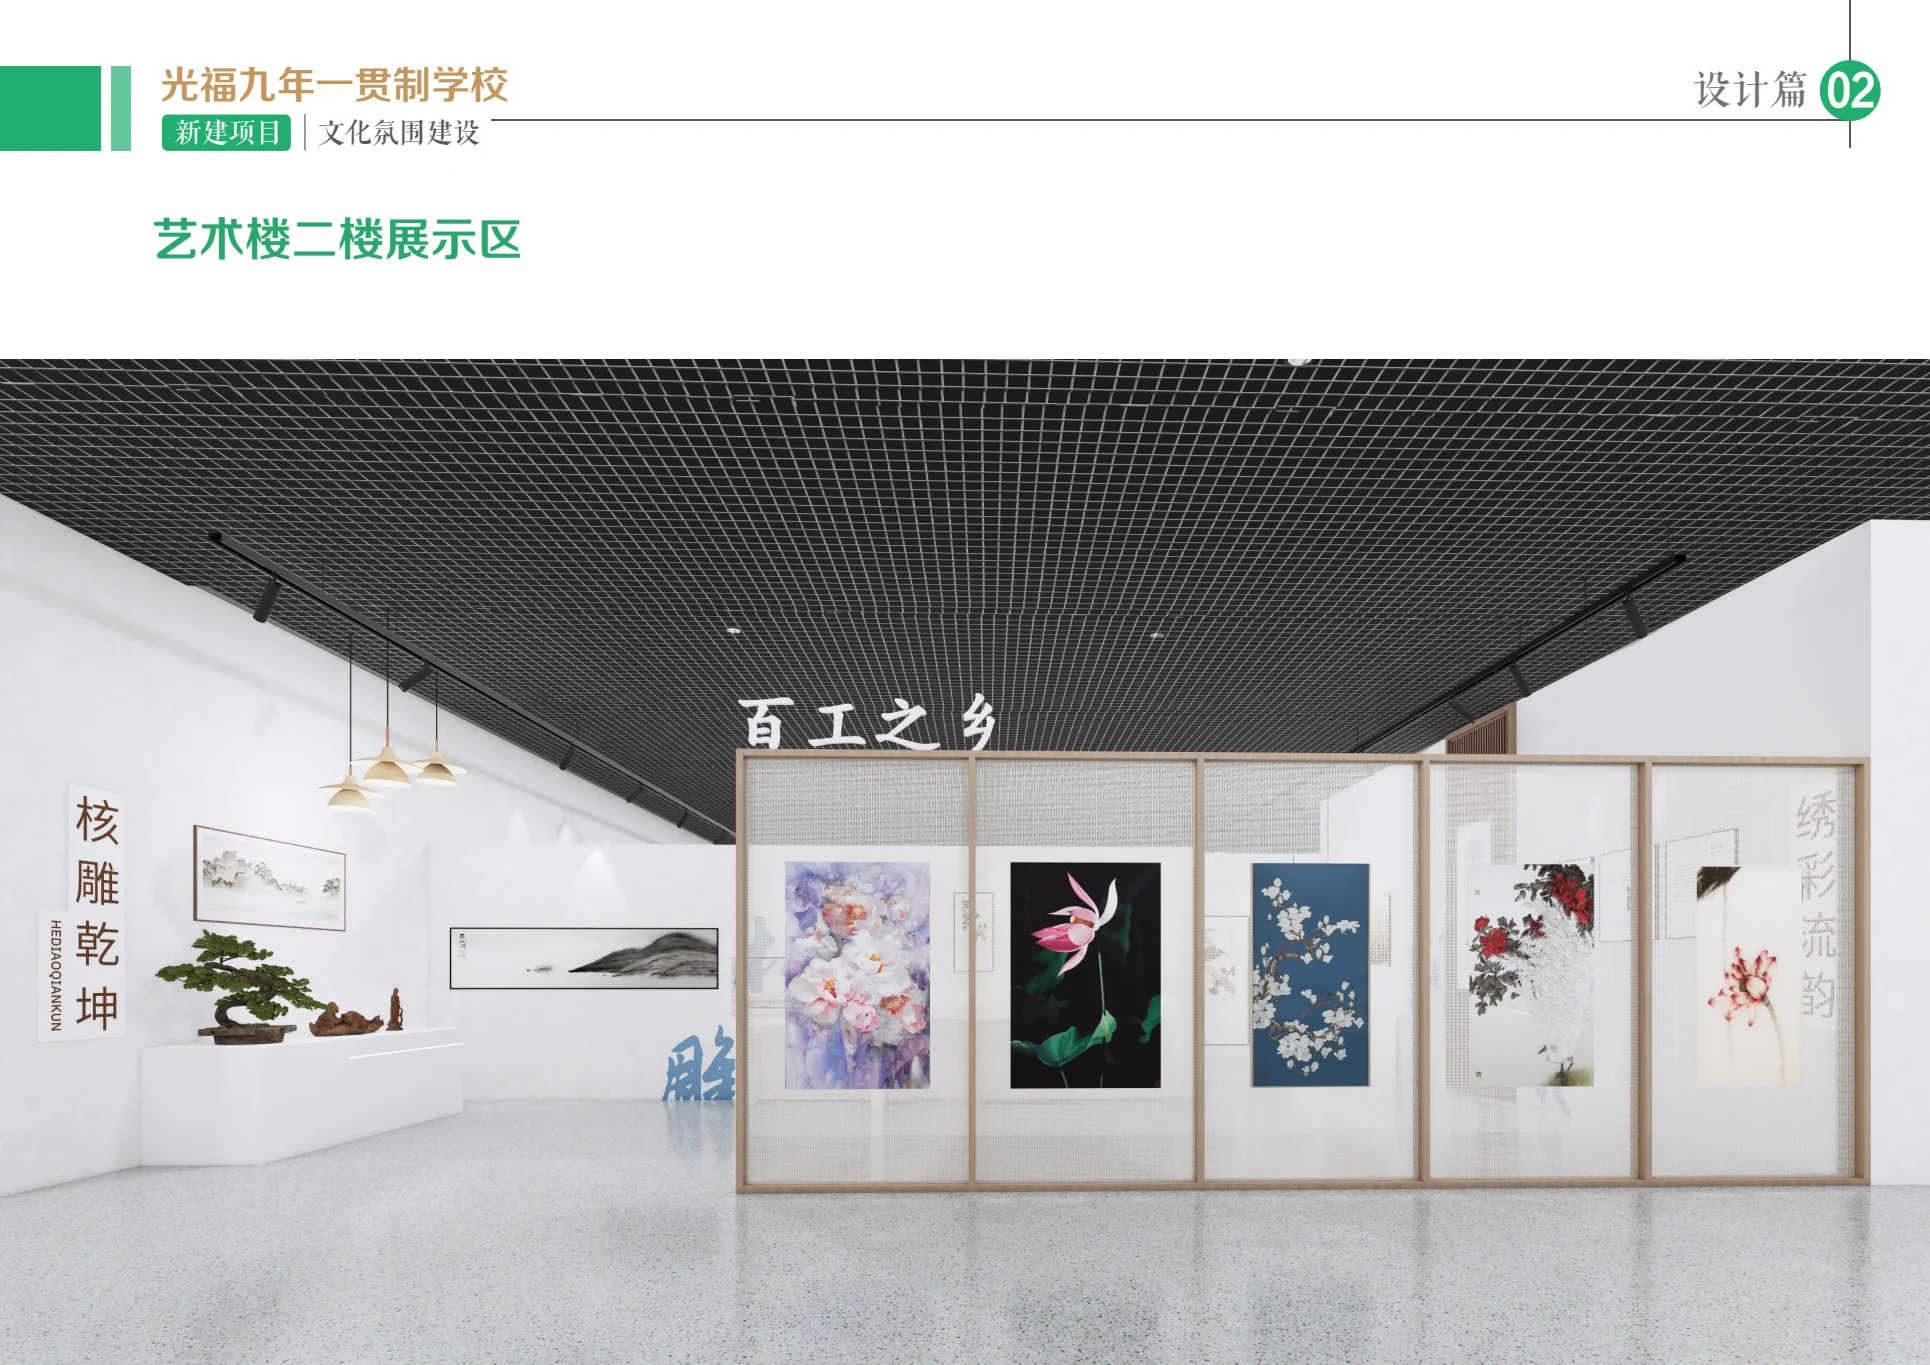 光福九年一贯制学校
新建项目
文化氛围建设
设计篇 02
艺术楼二楼展示区
百工之乡
核雕乾坤
HEDIAOQIANKUN
雕
绣彩流韵